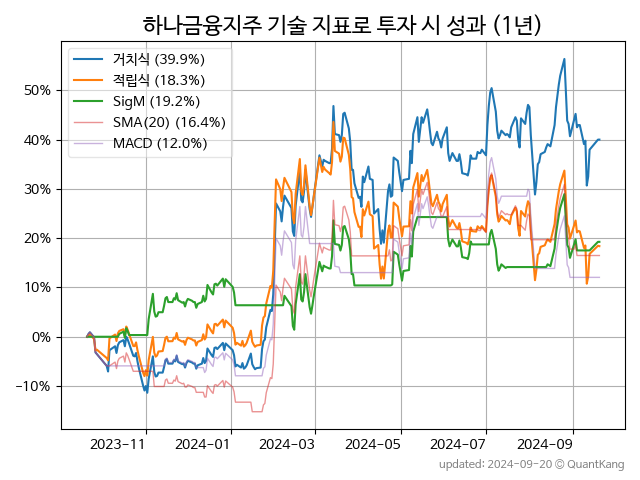 하나금융지주 기술 지표로 투자 시 성과 (1년)
거치식 (39.9%)
적립식 (18.3%)
SigM (19.2%)
SMA(20) (16.4%)
MACD (12.0%)
50%
40%
30%
20%
10%
0%
−10%
2023-11 2024-01 2024-03 2024-05 2024-07 2024-09
updated: 2024-09-20 © QuantKang